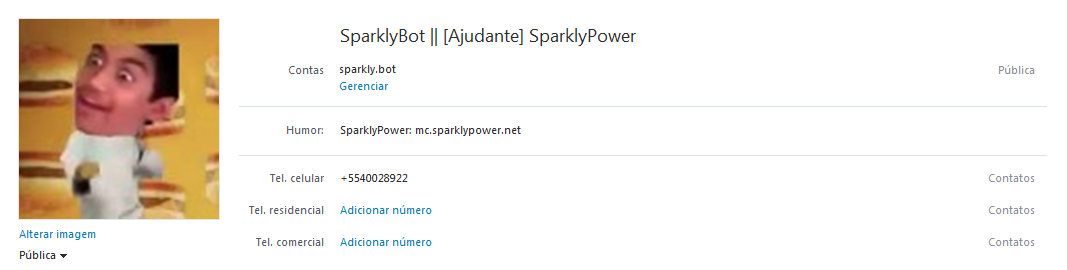 SparklyBot || [Ajudante] SparklyPower
Contas sparkly.bot Pública
Gerenciar
Humor: SparklyPower: mc.sparklypower.net
Tel. celular +5540028922 Contatos
Tel. residencial Adicionar número Contatos
Alterar imagem
Tel. comercial Adicionar número Contatos
Pública